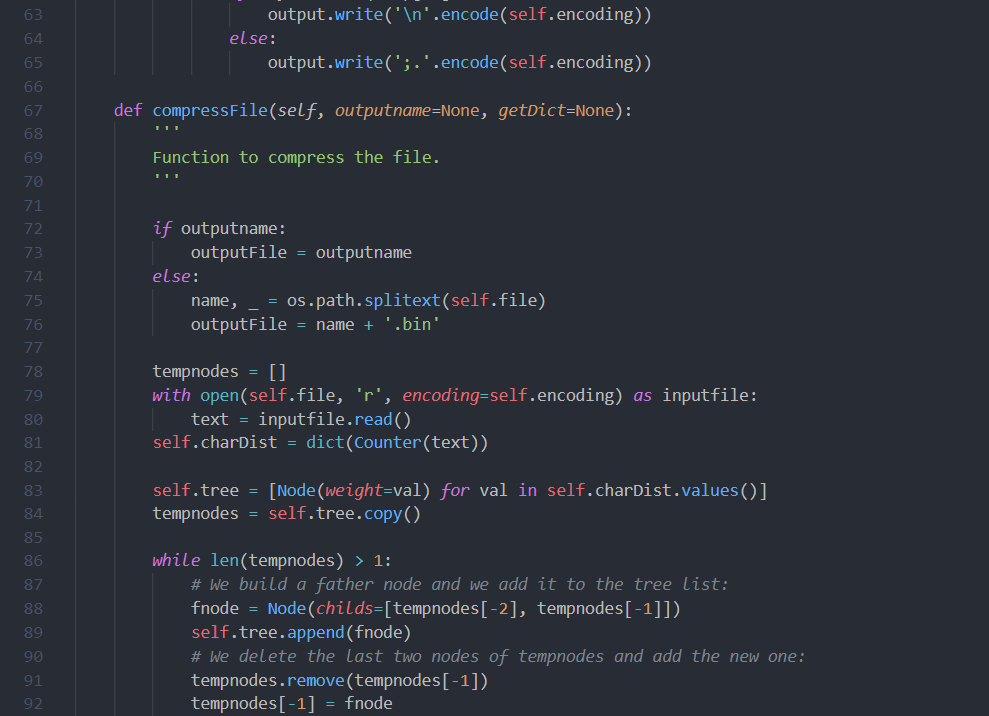 63 output.write('\n'.encode(self.encoding))
64 else:
65 output.write(';.'.encode(self.encoding))
66
67 def compressFile(self, outputname=None, getDict=None):
68 '''
69 Function to compress the file.
70 '''
71
72 if outputname:
73 outputFile = outputname
74 else:
75 name, _ = os.path.splitext(self.file)
76 outputFile = name + '.bin'
77
78 tempnodes = []
79 with open(self.file, 'r', encoding=self.encoding) as inputfile:
80 text = inputfile.read()
81 self.charDist = dict(Counter(text))
82
83 self.tree = [Node(weight=val) for val in self.charDist.values()]
84 tempnodes = self.tree.copy()
85
86 while len(tempnodes) > 1:
87 # We build a father node and we add it to the tree list:
88 fnode = Node(childs=[tempnodes[-2], tempnodes[-1]])
89 self.tree.append(fnode)
90 # We delete the last two nodes of tempnodes and add the new one:
91 tempnodes.remove(tempnodes[-1])
92 tempnodes[-1] = fnode